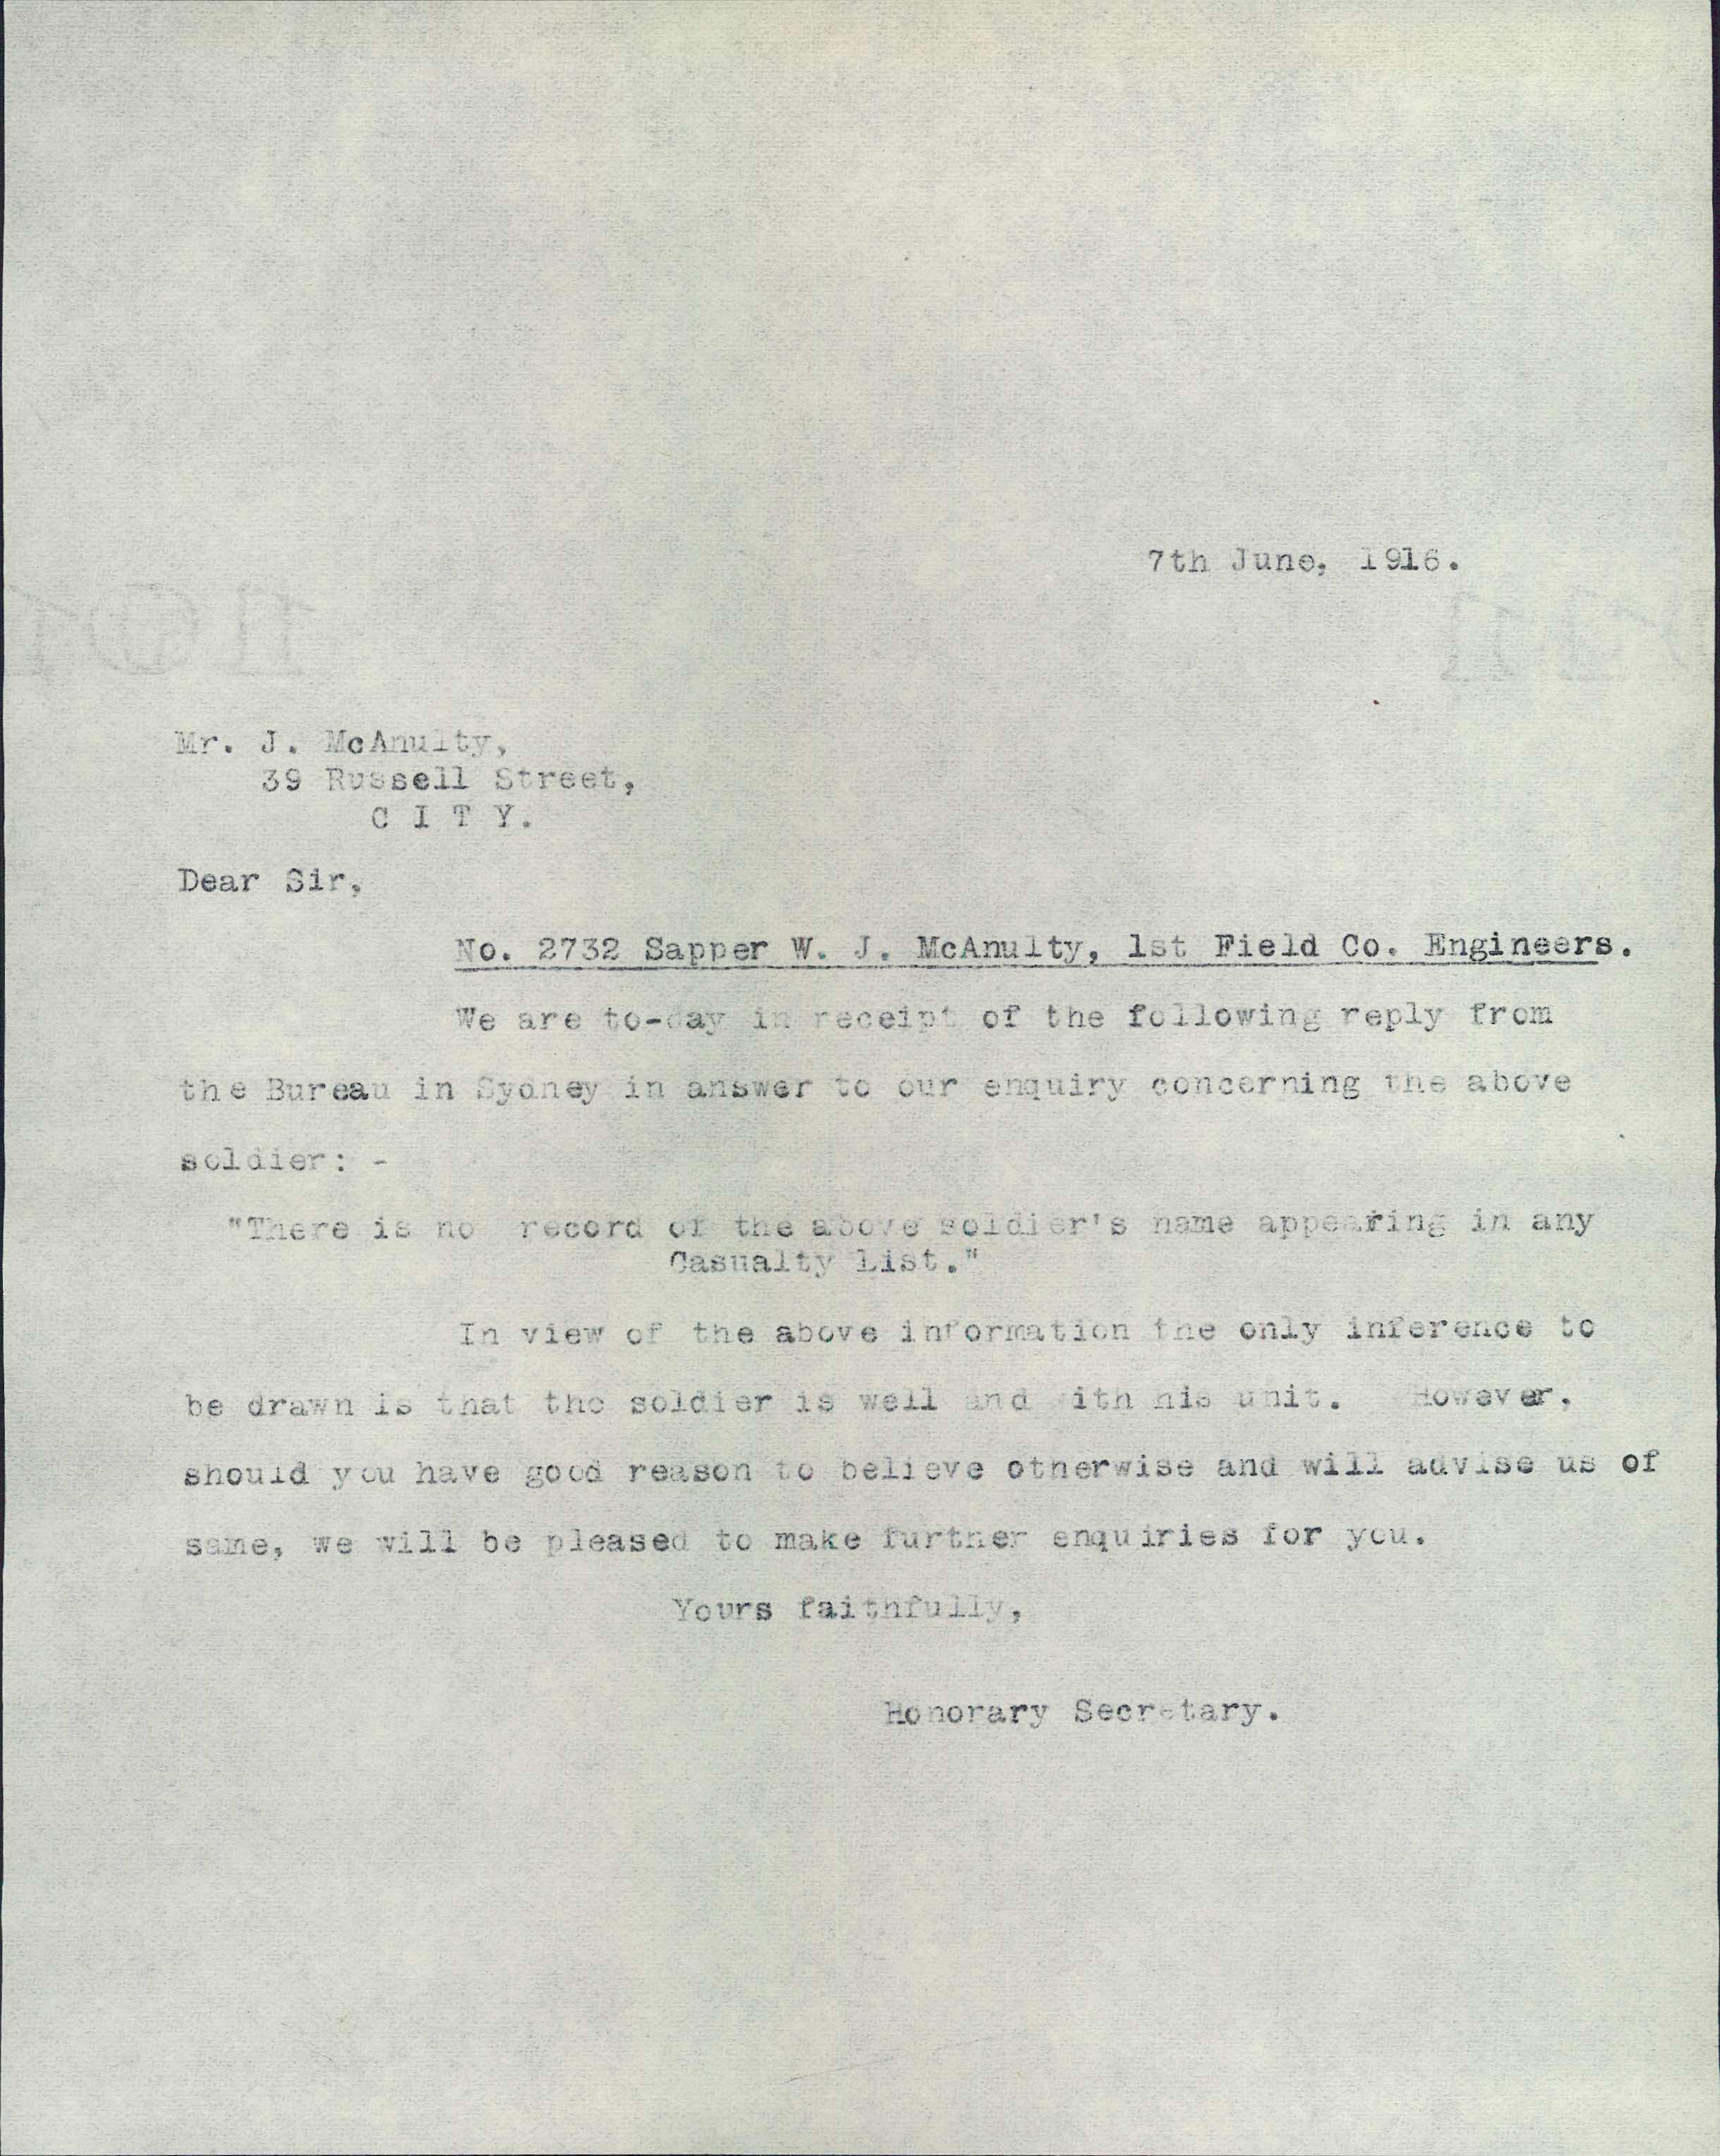 7th June, 1916.
Mr. J. McAnulty,
39 Russell Street,
C I T Y.
Dear Sir,
No. 2732 Sapper W. J. McAnulty, 1st Field Co. Engineers.
We are to-day in receipt of the following reply from
the Bureau in Sydney in answer to our enquiry concerning the above
soldier: -
"There is no record of the above soldier's name appearing in any
Casualty List."
In view of the above information the only inference to
be drawn is that the soldier is well and with his unit. However,
should you have good reason to believe otherwise and will advise us of
same, we will be pleased to make further enquiries for you.
Yours faithfully,
Honorary Secretary.